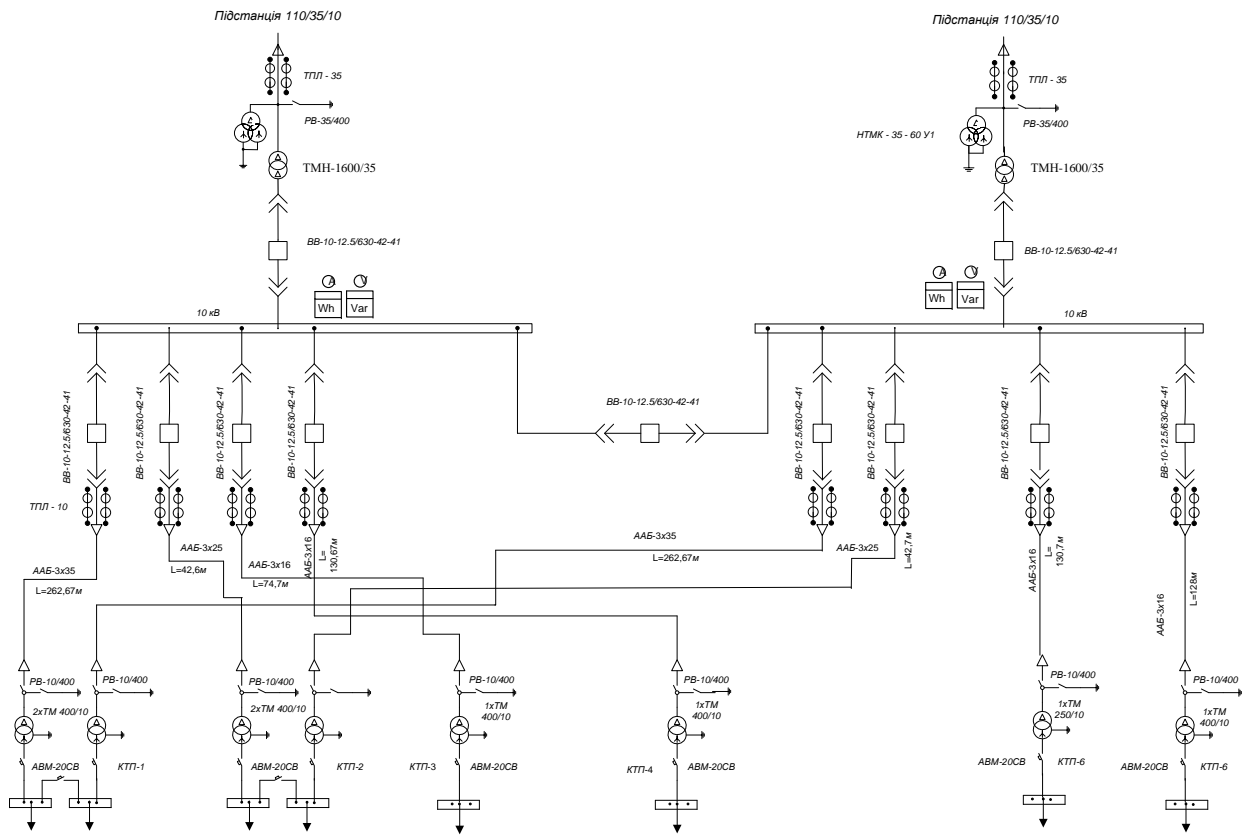 Підстанція 110/35/10
Підстанція 110/35/10
ТПЛ - 35
ТПЛ - 35
РВ-35/400
РВ-35/400
НТМК - 35 - 60 У1
ТМН-1600/35
ТМН-1600/35
ВВ-10-12.5/630-42-41
ВВ-10-12.5/630-42-41
A
V
Wh
Var
A
V
Wh
Var
10 кВ
10 кВ
ВВ-10-12.5/630-42-41
ВВ-10-12.5/630-42-41
ВВ-10-12.5/630-42-41
ВВ-10-12.5/630-42-41
ВВ-10-12.5/630-42-41
ВВ-10-12.5/630-42-41
ВВ-10-12.5/630-42-41
ВВ-10-12.5/630-42-41
ВВ-10-12.5/630-42-41
ТПЛ - 10
ААБ-3х35
L=262,67м
ААБ-3х25
L=42,6м
ААБ-3х16
L=74,7м
ААБ-3х16
L=
130,67м
ААБ-3х35
L=262,67м
ААБ-3х25
L=42,7м
ААБ-3х16
L=
130,7м
ААБ-3х16
L=128м
РВ-10/400
РВ-10/400
РВ-10/400
РВ-10/400
РВ-10/400
РВ-10/400
2хТМ 400/10
2хТМ 400/10
1хТМ
400/10
1хТМ
400/10
1хТМ
250/10
1хТМ
400/10
АВМ-20СВ
КТП-1
АВМ-20СВ
КТП-2
КТП-3
АВМ-20СВ
КТП-4
АВМ-20СВ
АВМ-20СВ
КТП-6
АВМ-20СВ
КТП-6